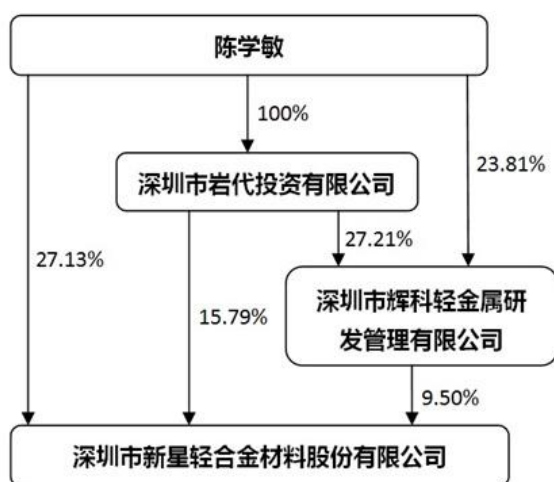 陈学敏
100%
深圳市岩代投资有限公司
23.81%
27.21%
27.13%
15.79%
深圳市辉科轻金属研
发管理有限公司
9.50%
深圳市新星轻合金材料股份有限公司